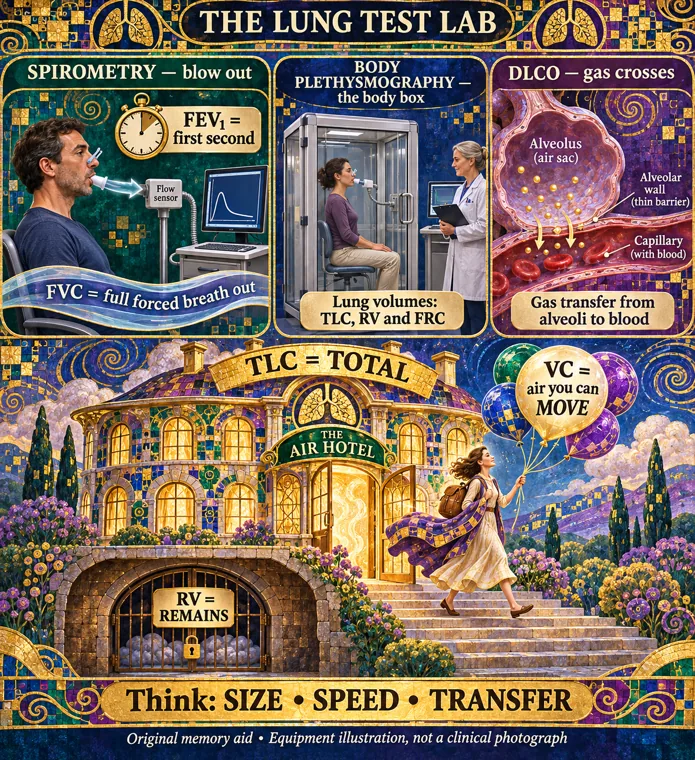 THE LUNG TEST LAB
SPIROMETRY — blow out
FEV₁ =
first second
Flow
sensor
FVC = full forced breath out
BODY
PLETHYSMOGRAPHY —
the body box
Lung volumes:
TLC, RV and FRC
DLCO — gas crosses
Alveolus
(air sac)
Alveolar
wall
(thin barrier)
Capillary
(with blood)
Gas transfer from
alveoli to blood
TLC = TOTAL
THE
AIR HOTEL
VC =
air you can
MOVE
RV =
REMAINS
Think: SIZE • SPEED • TRANSFER
Original memory aid • Equipment illustration, not a clinical photograph